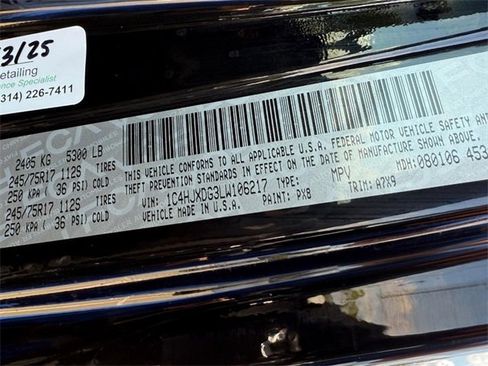 3/25
etailing
ance Specialist
(314) 226-7411
2405 KG 5300 LB
245/75R17 112S TIRES
250 KPA ( 36 PSI) COLD
245/75R17 112S TIRES
250 KPA ( 36 PSI) COLD
THIS VEHICLE CONFORMS TO ALL APPLICABLE U.S.A. FEDERAL MOTOR VEHICLE SAFETY AND
THEFT PREVENTION STANDARDS IN EFFECT ON THE DATE OF MANUFACTURE SHOWN ABOVE.
VIN: 1C4HJXDG3LW106217 TYPE: MPV MDH: 080106 453
MADE IN U.S.A. PAINT: PX8 TRIM: A7X9